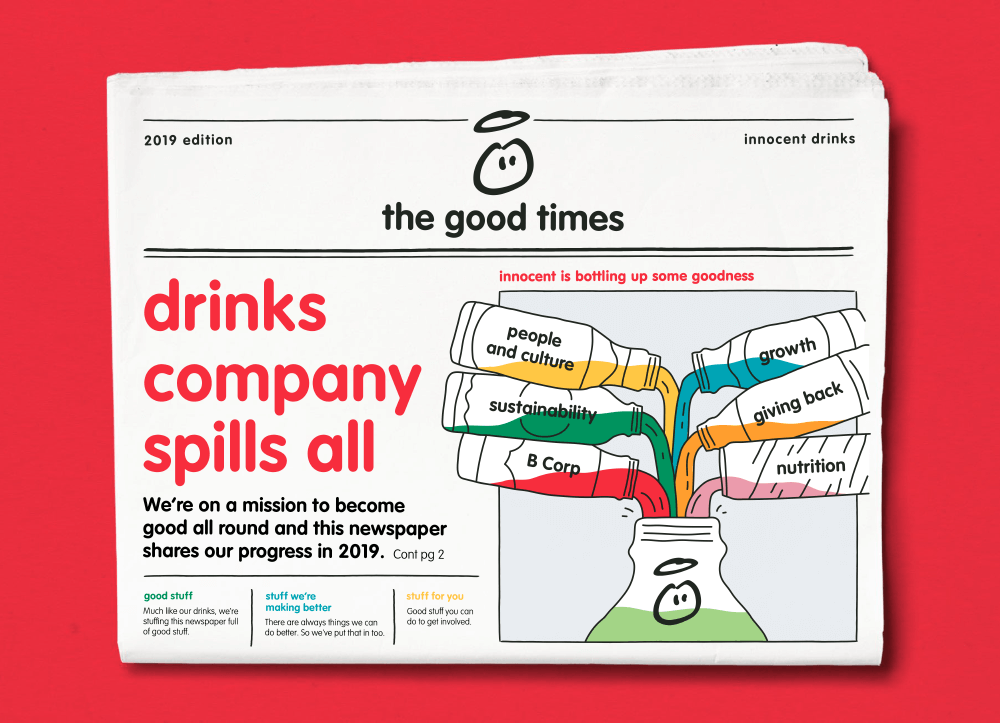 2019 edition
innocent drinks
the good times
drinks
company
spills all
We're on a mission to become
good all round and this newspaper
shares our progress in 2019. Cont pg 2
good stuff
Much like our drinks, we're
stuffing this newspaper full
of good stuff.
stuff we're
making better
There are always things we can
do better. So we've put that in too.
stuff for you
Good stuff you can
do to get involved.
innocent is bottling up some goodness
people
and culture
sustainability
B Corp
growth
giving back
nutrition